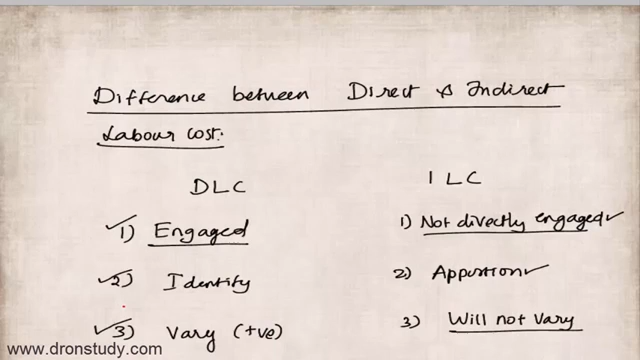 Difference between Direct & Indirect
Labour cost:
DLC ILC
1) Engaged 1) Not directly engaged
2) Identify 2) Apportion
3) Vary (+ve) 3) Will not vary
www.dronstudy.com